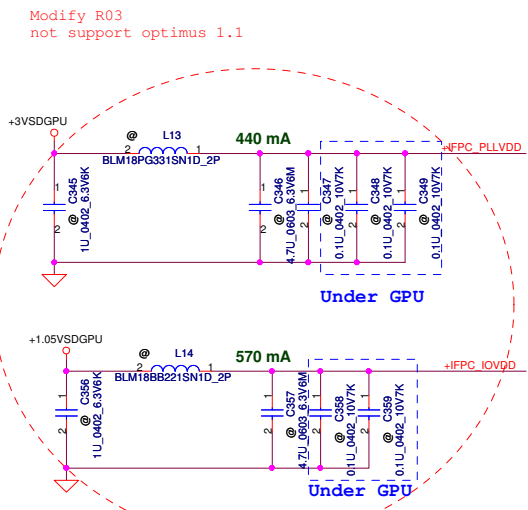 Modify R03
not support optimus 1.1
+3VSDGPU
@ L13
2 1
BLM18PG331SN1D_2P
440 mA
+IFPC_PLLVDD
1 2 @ C345 1U_0402_6.3V6K
1 2 @ C346 4.7U_0603_6.3V6M
1 2 @ C347 0.1U_0402_10V7K
1 2 @ C348 0.1U_0402_10V7K
1 2 @ C349 0.1U_0402_10V7K
Under GPU
+1.05VSDGPU
@ L14
2 1
BLM18BB221SN1D_2P
570 mA
+IFPC_IOVDD
1 2 @ C356 1U_0402_6.3V6K
1 2 @ C357 4.7U_0603_6.3V6M
1 2 @ C358 0.1U_0402_10V7K
1 2 @ C359 0.1U_0402_10V7K
Under GPU